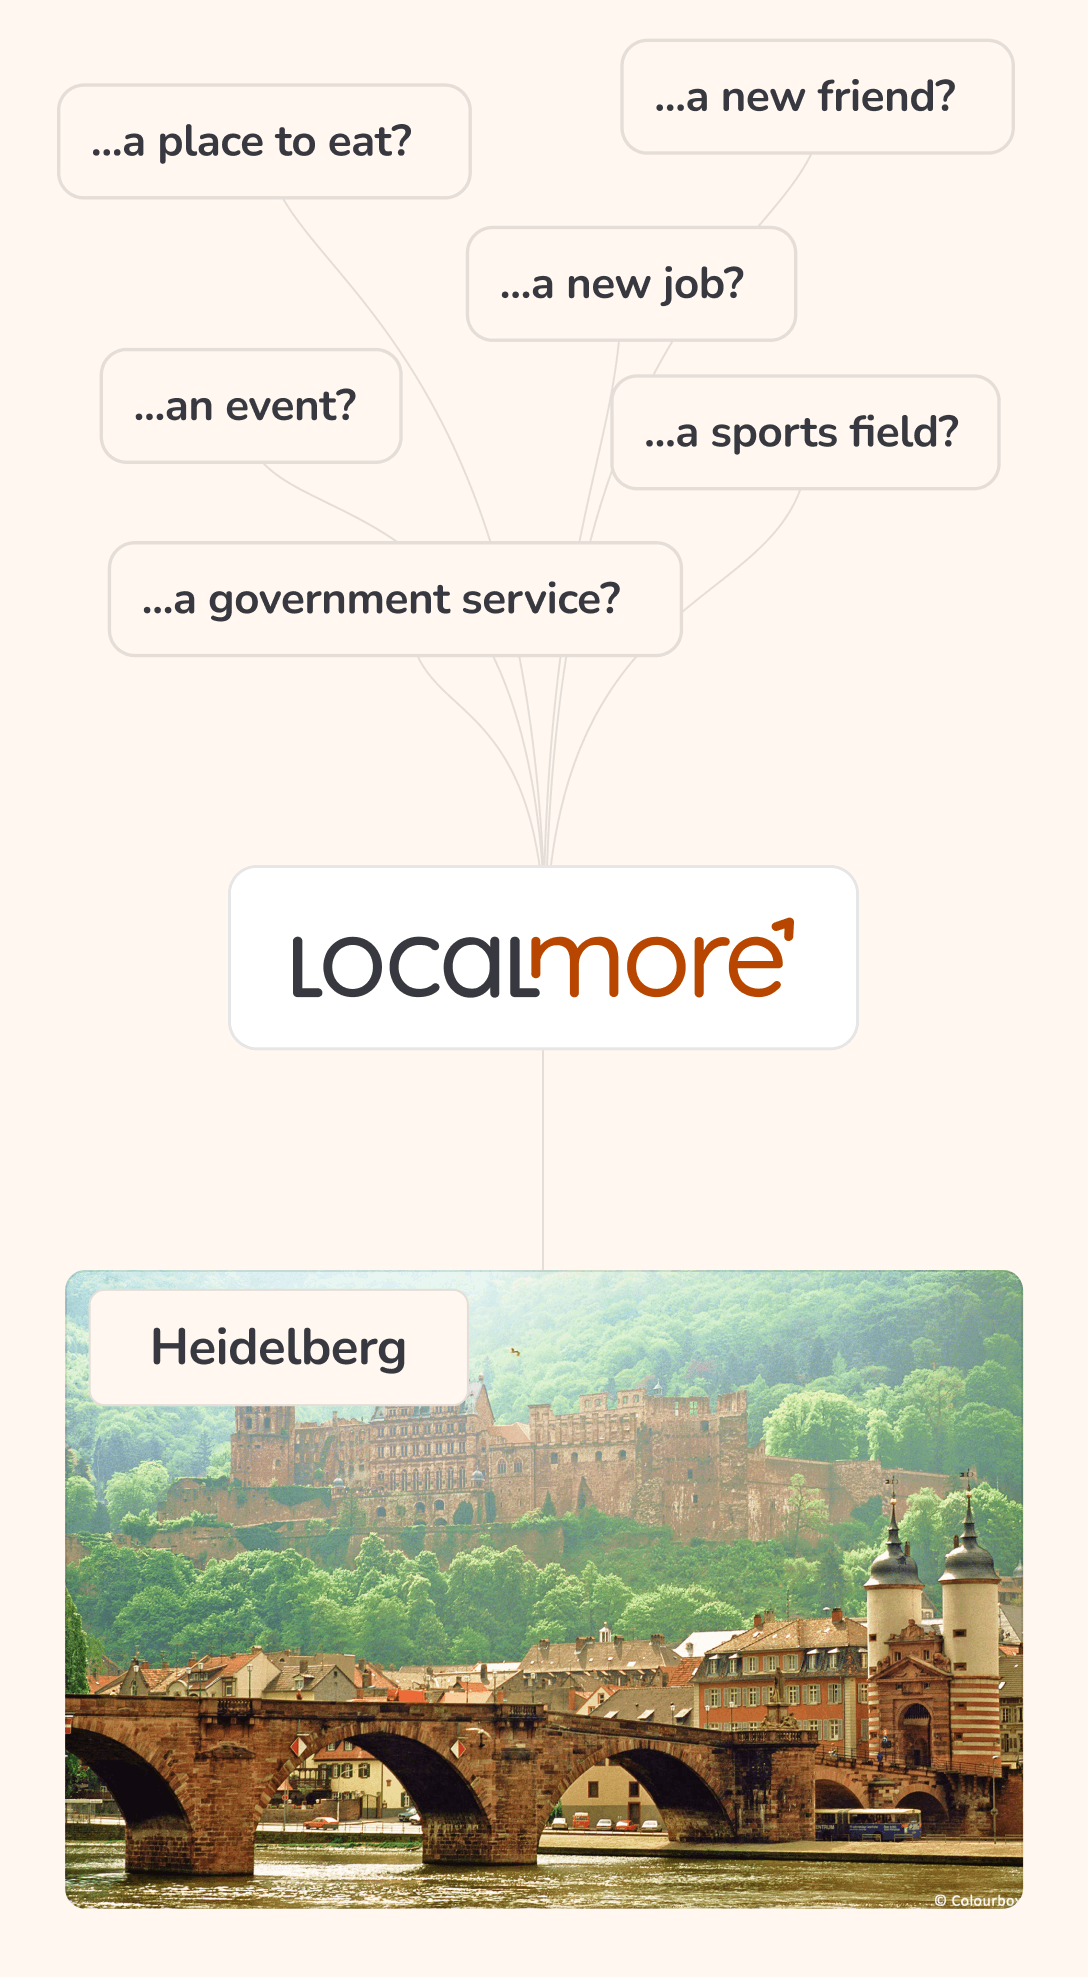 ...a new friend?
...a place to eat?
...a new job?
...an event?
...a sports field?
...a government service?
Localmore
Heidelberg
© Colourbox